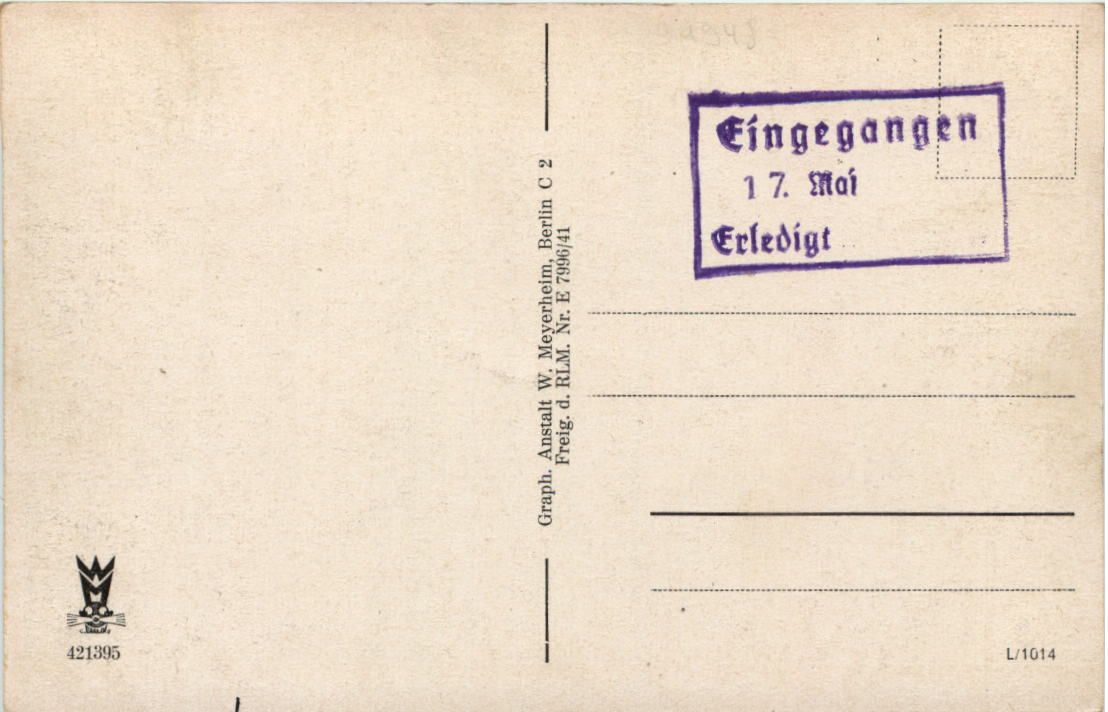 Eingegangen
17. Mai
Erledigt
Graph. Anstalt W. Meyerheim, Berlin C 2
Freig. d. RLM. Nr. E 7996/41
421395
L/1014